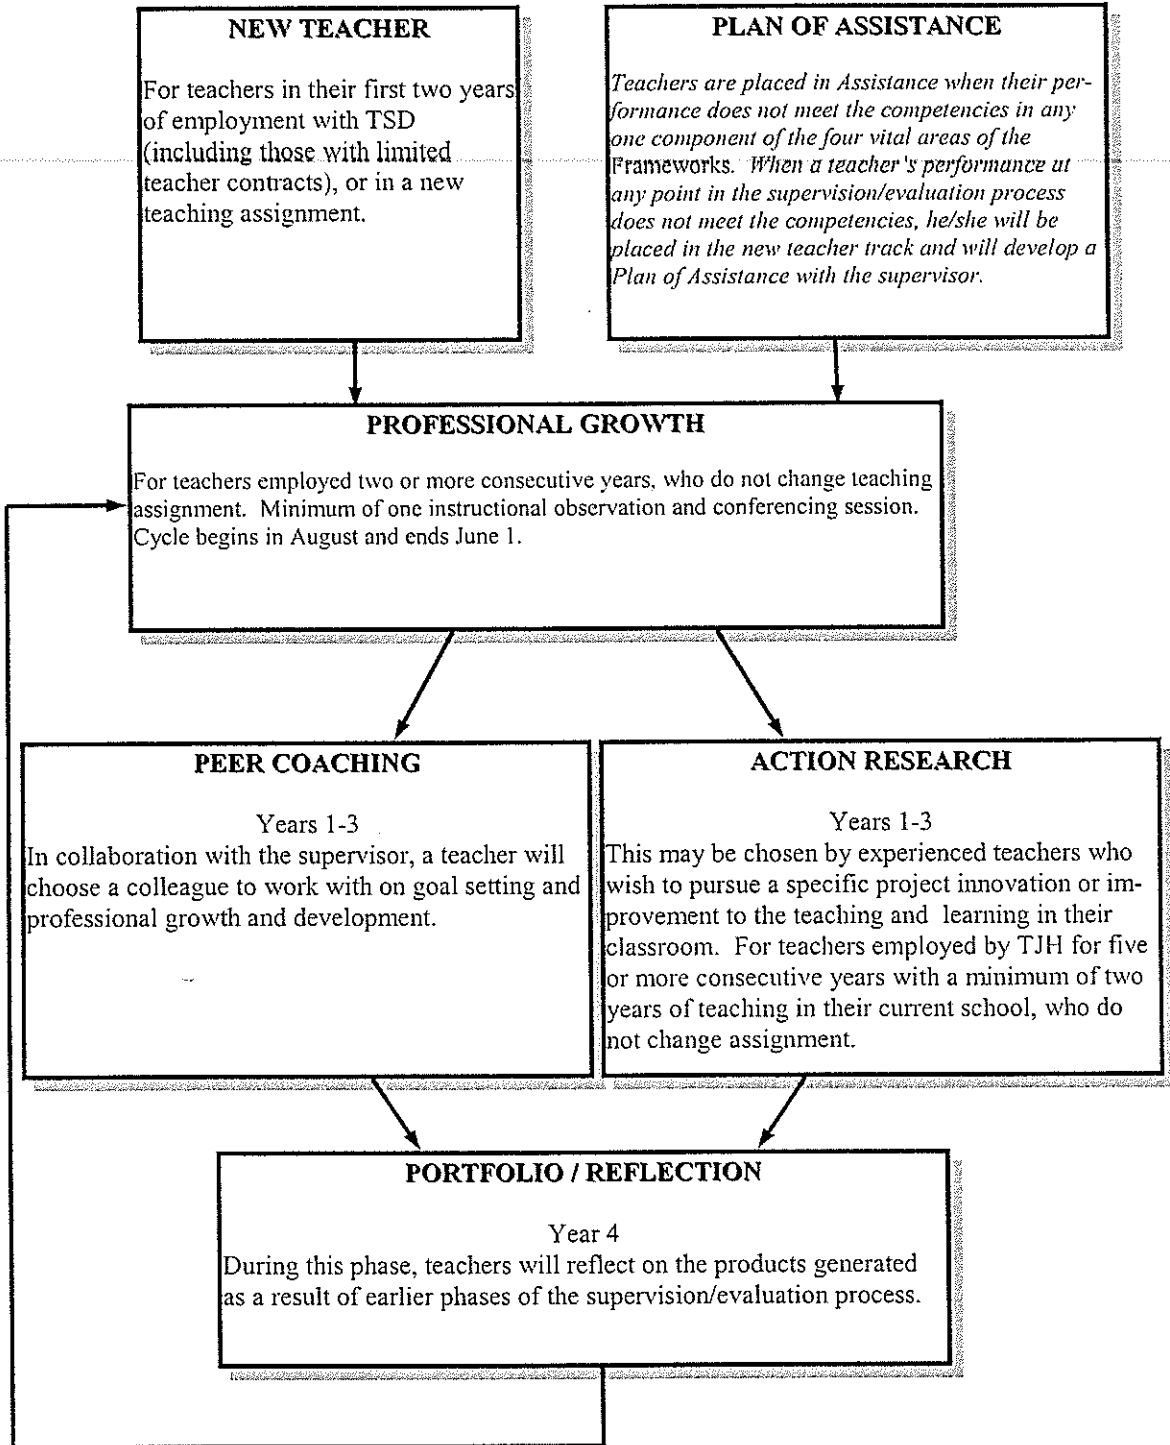 NEW TEACHER
For teachers in their first two years
of employment with TSD
(including those with limited
teacher contracts), or in a new
teaching assignment.
PLAN OF ASSISTANCE
Teachers are placed in Assistance when their per-
formance does not meet the competencies in any
one component of the four vital areas of the
Frameworks. When a teacher's performance at
any point in the supervision/evaluation process
does not meet the competencies, he/she will be
placed in the new teacher track and will develop a
Plan of Assistance with the supervisor.
PROFESSIONAL GROWTH
For teachers employed two or more consecutive years, who do not change teaching
assignment. Minimum of one instructional observation and conferencing session.
Cycle begins in August and ends June 1.
PEER COACHING
Years 1-3
In collaboration with the supervisor, a teacher will
choose a colleague to work with on goal setting and
professional growth and development.
ACTION RESEARCH
Years 1-3
This may be chosen by experienced teachers who
wish to pursue a specific project innovation or im-
provement to the teaching and learning in their
classroom. For teachers employed by TJH for five
or more consecutive years with a minimum of two
years of teaching in their current school, who do
not change assignment.
PORTFOLIO / REFLECTION
Year 4
During this phase, teachers will reflect on the products generated
as a result of earlier phases of the supervision/evaluation process.